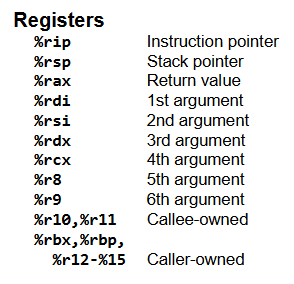 Registers
%rip Instruction pointer
%rsp Stack pointer
%rax Return value
%rdi 1st argument
%rsi 2nd argument
%rdx 3rd argument
%rcx 4th argument
%r8 5th argument
%r9 6th argument
%r10,%r11 Callee-owned
%rbx,%rbp,
%r12-%15 Caller-owned